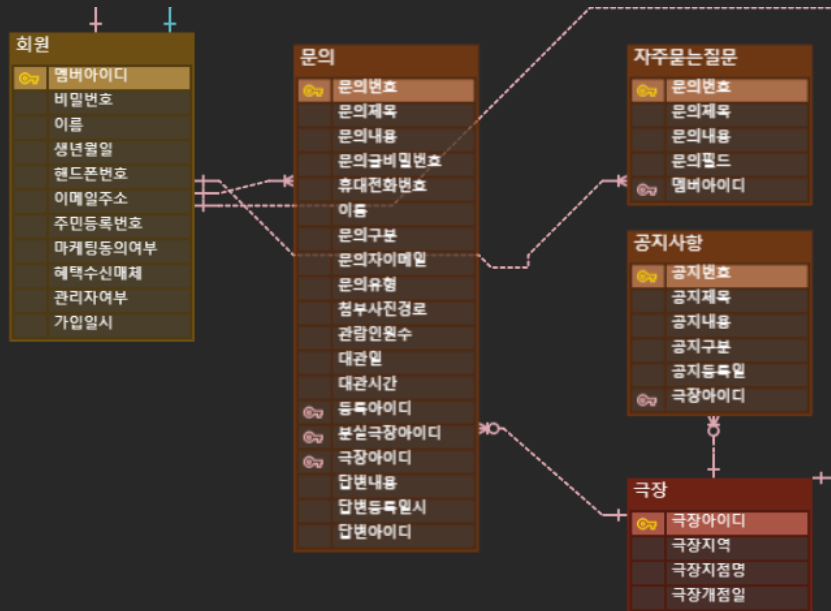 회원
멤버아이디
비밀번호
이름
생년월일
핸드폰번호
이메일주소
주민등록번호
마케팅동의여부
혜택수신매체
관리자여부
가입일시
문의
문의번호
문의제목
문의내용
문의글비밀번호
휴대전화번호
이름
문의구분
문의자이메일
문의유형
첨부사진경로
관람인원수
대관일
대관시간
등록아이디
분실극장아이디
극장아이디
답변내용
답변등록일시
답변아이디
자주묻는질문
문의번호
문의제목
문의내용
문의필드
멤버아이디
공지사항
공지번호
공지제목
공지내용
공지구분
공지등록일
극장아이디
극장
극장아이디
극장지역
극장지점명
극장개점일